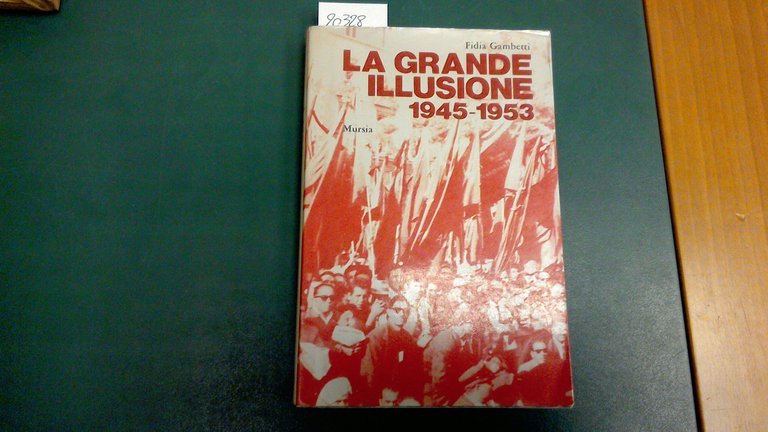 90328
Fidia Gambetti
LA GRANDE
ILLUSIONE
1945-1953
Mursia